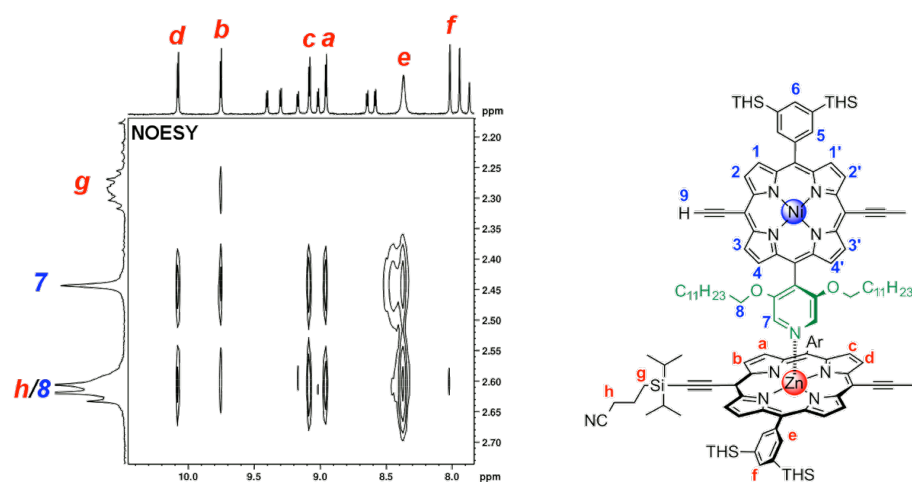 d b c a e f
ppm
NOESY
g
7
h/8
2.20
2.25
2.30
2.35
2.40
2.45
2.50
2.55
2.60
2.65
2.70
10.0 9.5 9.0 8.5 8.0 ppm
6
THS THS
5
1 1'
2 2'
9
H
N N
Ni
N N
3 3'
4 4'
C11H23 O O C11H23
8
7
N
a Ar c
b d
g
Si
N N
Zn
N N
h
NC
e
THS
f THS